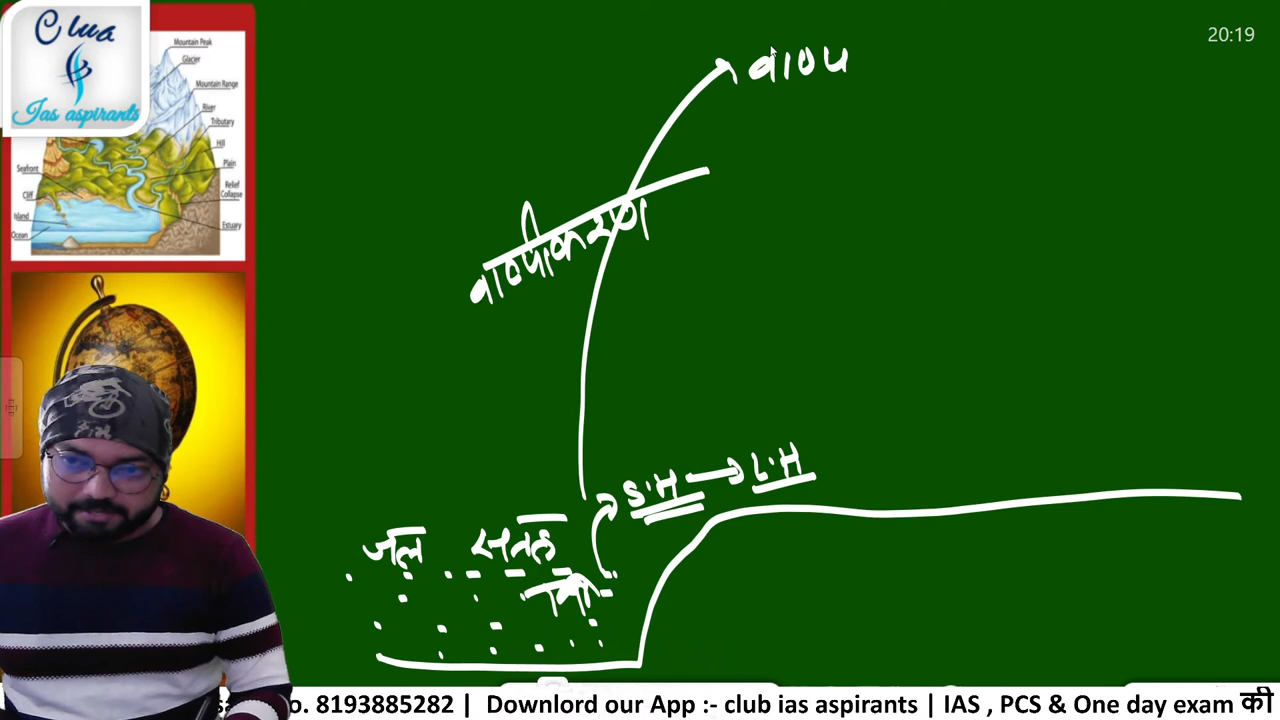 Clua
Ias aspirants
Mountain Peak
Glacier
Mountain Range
River
Tributary
Hill
Plain
Relief
Collapse
Estuary
Seafront
Cliff
Island
Ocean
20:19
वाष्प
वाष्पीकरण
S.H → L.H
जल सतह
o. 8193885282 | Downlord our App :- club ias aspirants | IAS , PCS & One day exam की